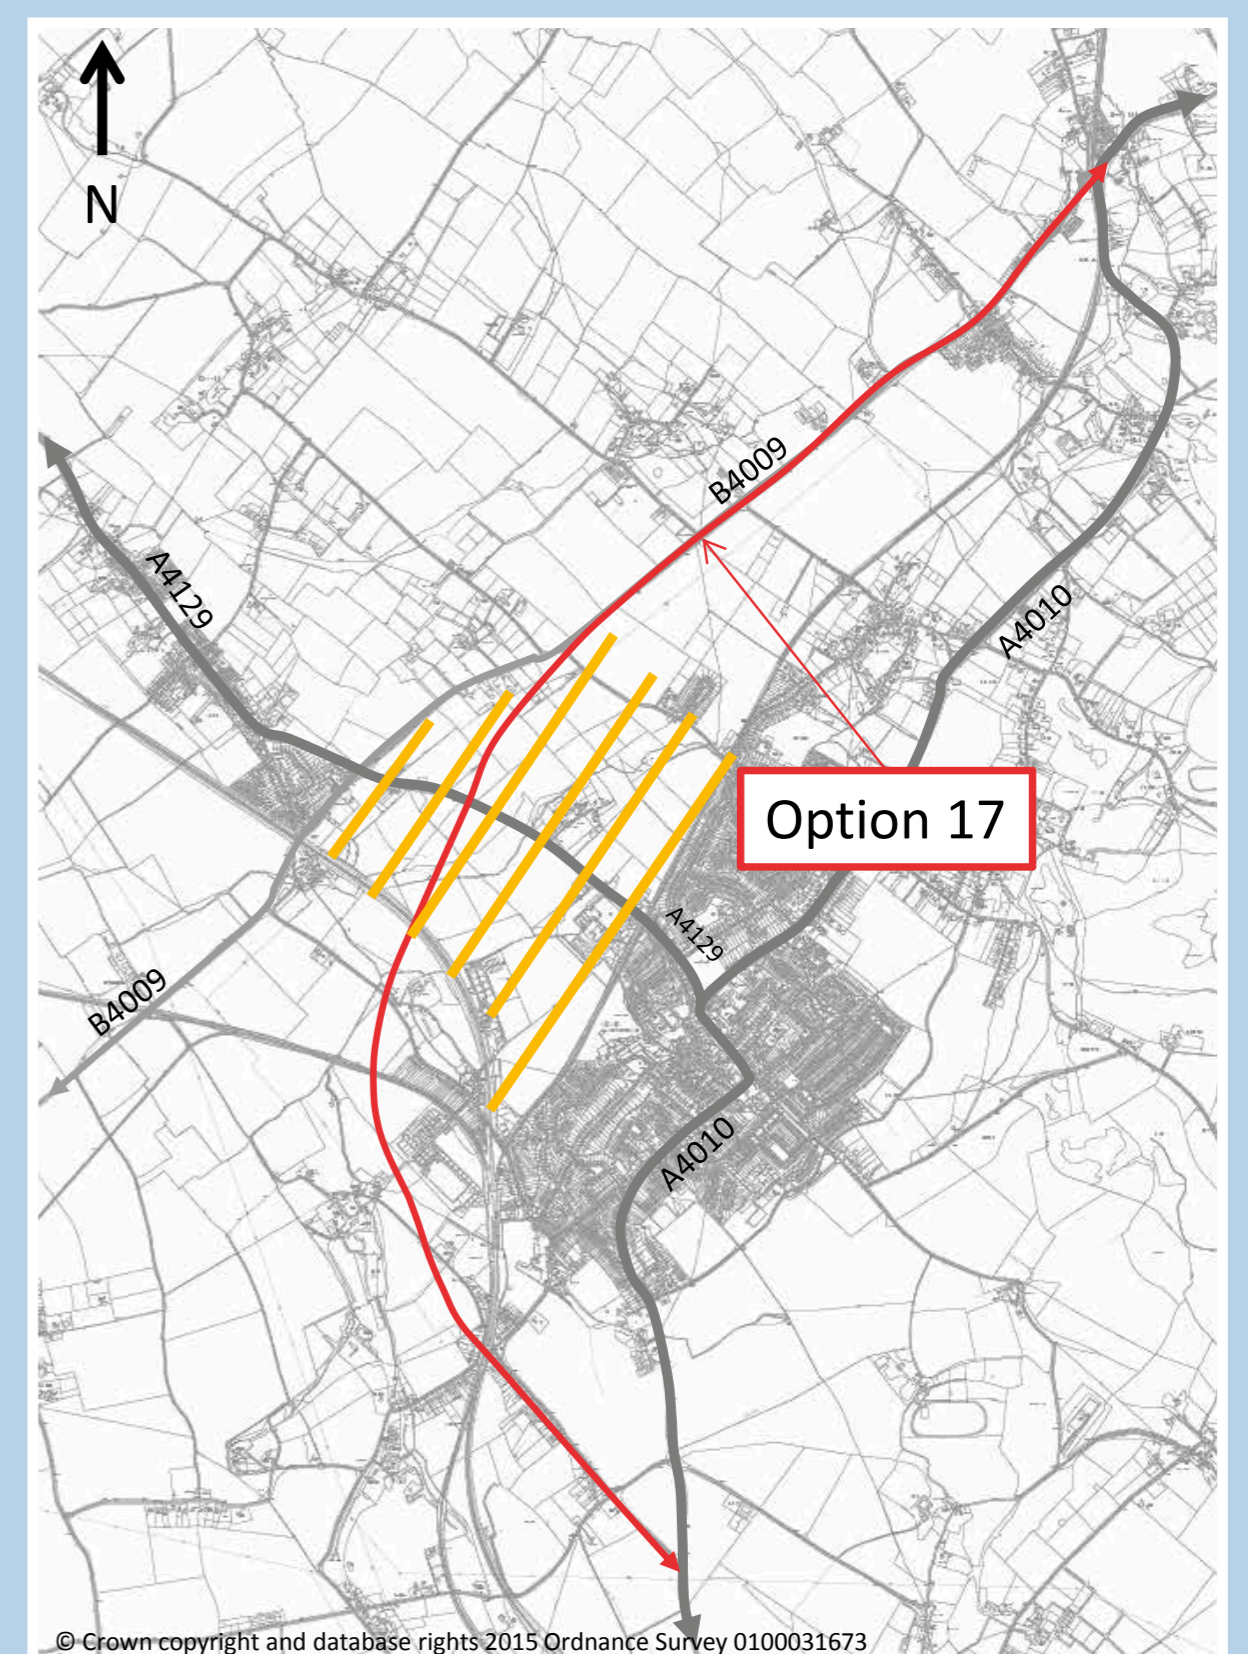 N
B4009
A4129
A4010
Option 17
A4129
B4009
A4010
© Crown copyright and database rights 2015 Ordnance Survey 0100031673